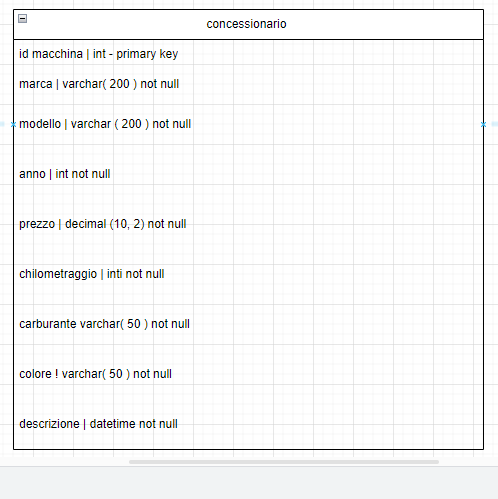 concessionario
id macchina | int - primary key
marca | varchar( 200 ) not null
modello | varchar ( 200 ) not null
anno | int not null
prezzo | decimal (10, 2) not null
chilometraggio | inti not null
carburante varchar( 50 ) not null
colore ! varchar( 50 ) not null
descrizione | datetime not null